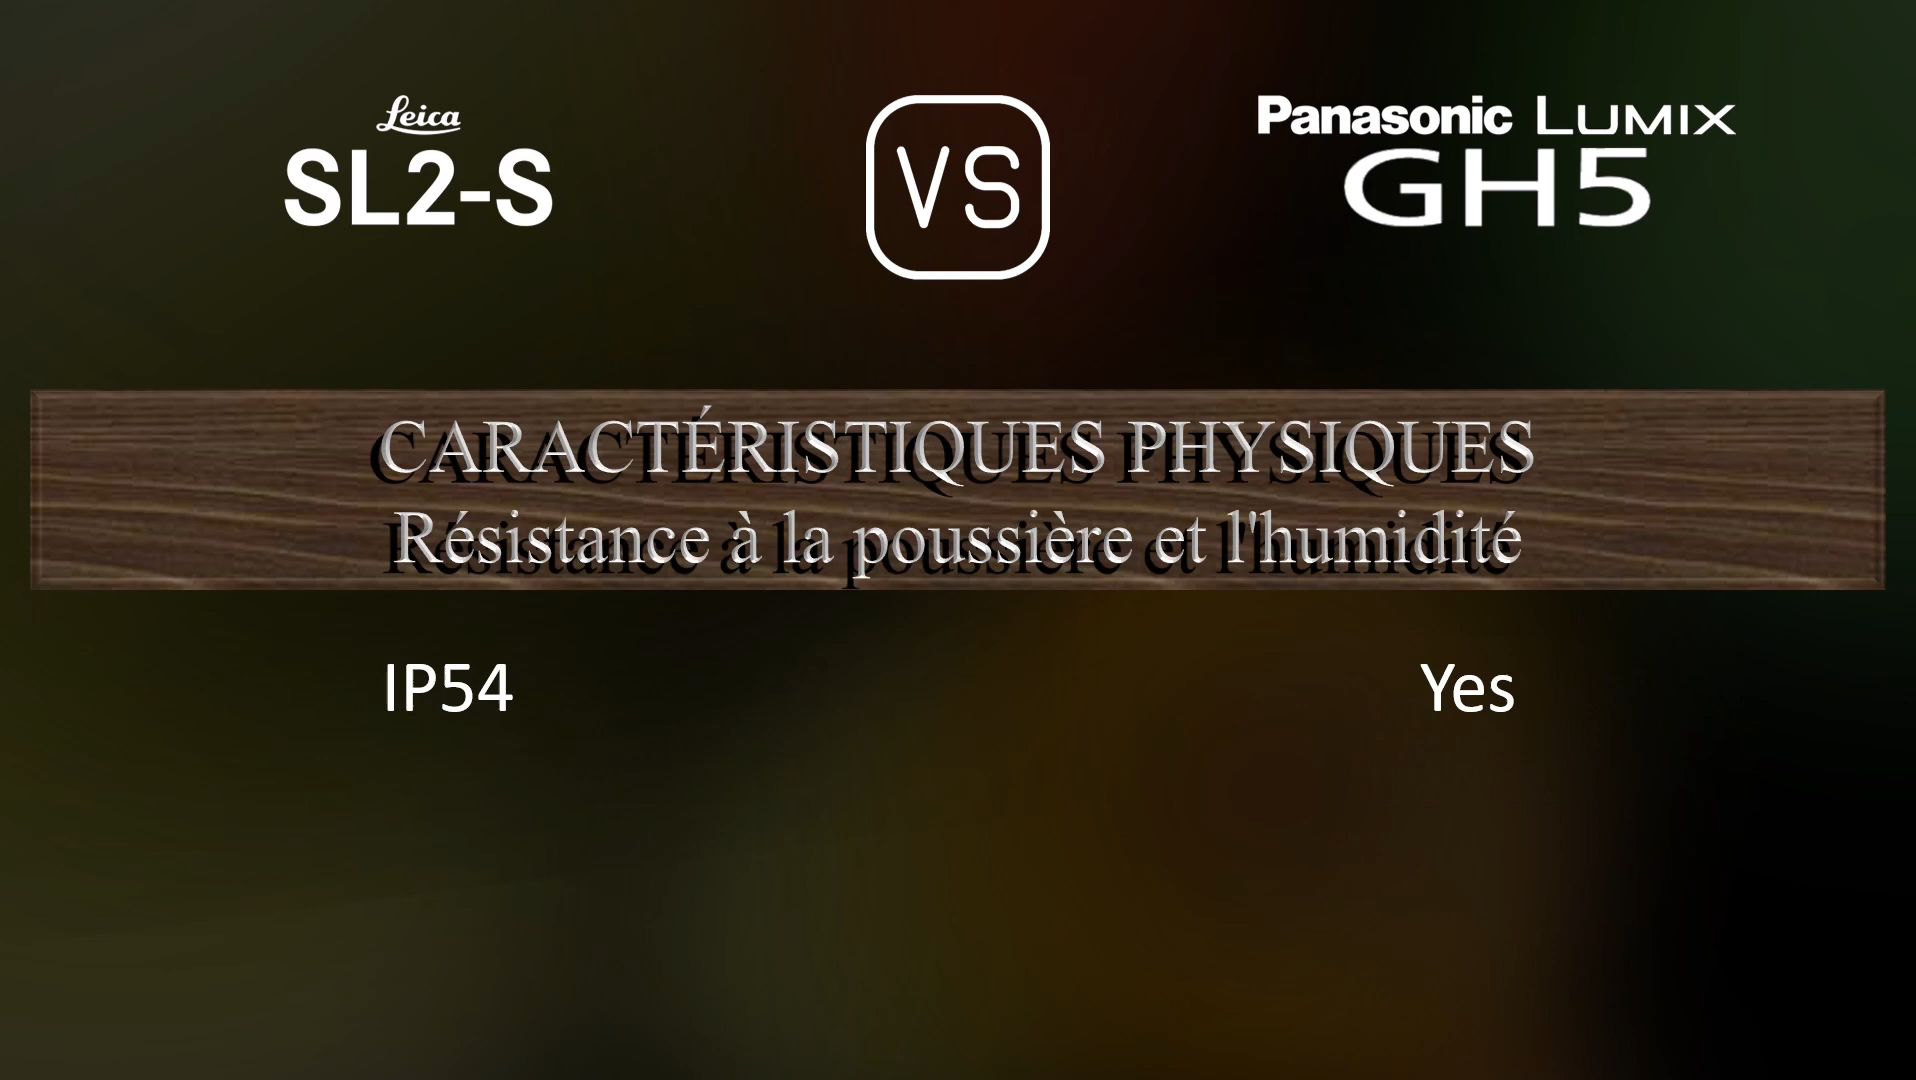 Leica
SL2-S
VS
Panasonic LUMIX
GH5
CARACTÉRISTIQUES PHYSIQUES
Résistance à la poussière et l'humidité
IP54
Yes